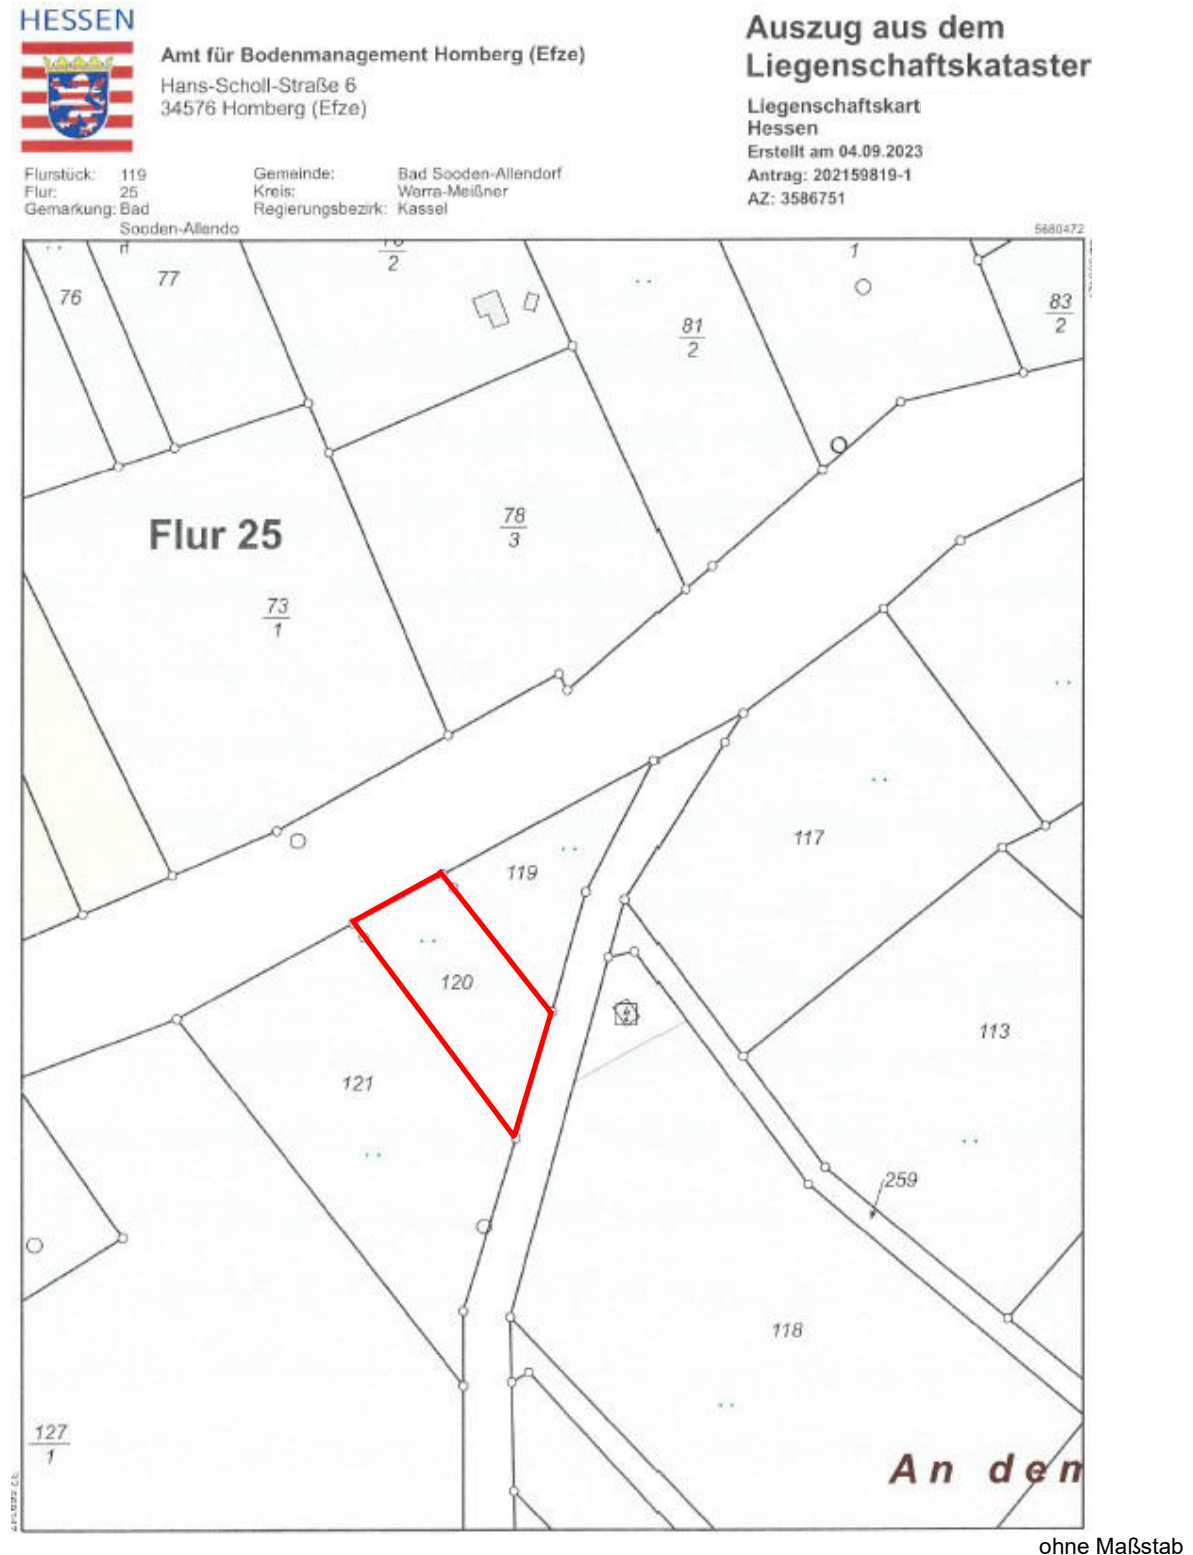 HESSEN
Amt für Bodenmanagement Homberg (Efze)
Hans-Scholl-Straße 6
34576 Homberg (Efze)
Auszug aus dem
Liegenschaftskataster
Liegenschaftskart
Hessen
Erstellt am 04.09.2023
Antrag: 202159819-1
AZ: 3586751
Flurstück: 119
Flur: 25
Gemarkung: Bad
Sooden-Allendo
rf
Gemeinde: Bad Sooden-Allendorf
Kreis: Werra-Meißner
Regierungsbezirk: Kassel
5680472
2
1
76
77
83
2
81
2
78
3
Flur 25
73
1
117
119
120
113
121
259
118
127
1
An dem
ohne Maßstab